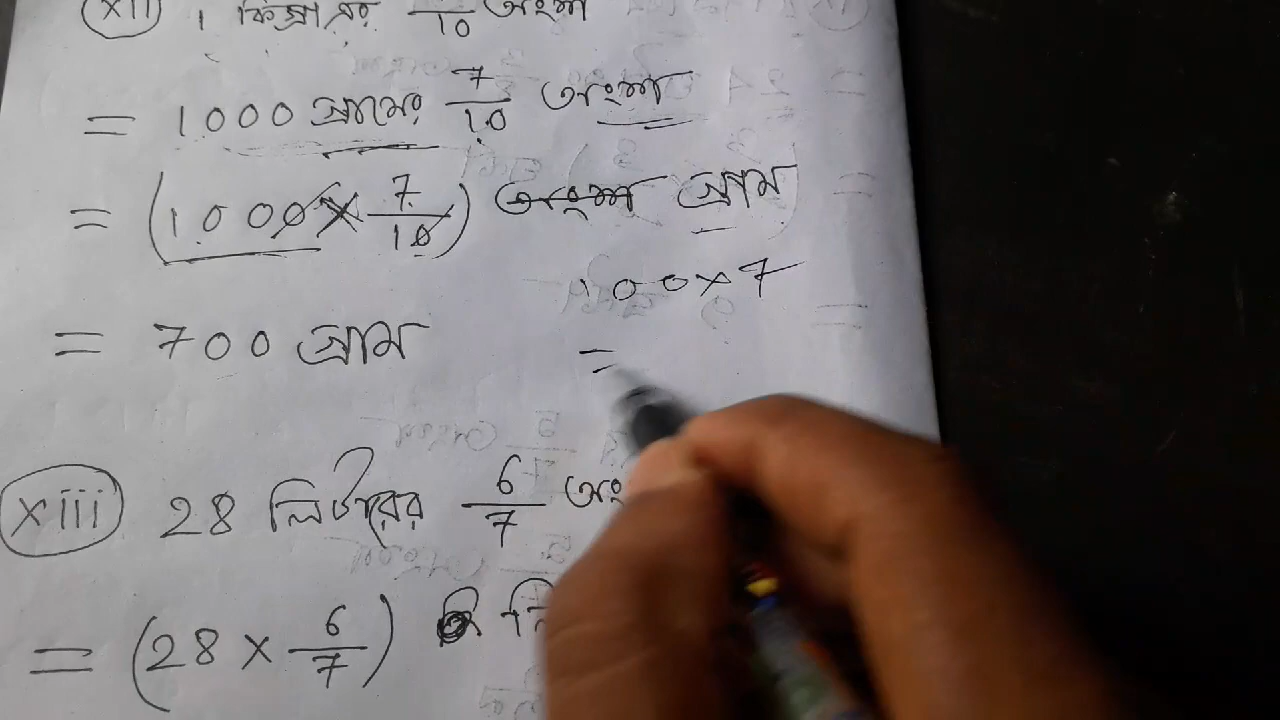 (xii) 1 কিগ্রা এর /10 অংশ
= 1000 গ্রামের 7/10 অংশ
= (1000 × 7/10) অংশ গ্রাম
100×7
= 700 গ্রাম =
(xiii) 28 লিটারের 6/7 অং
= (28 × 6/7) লি